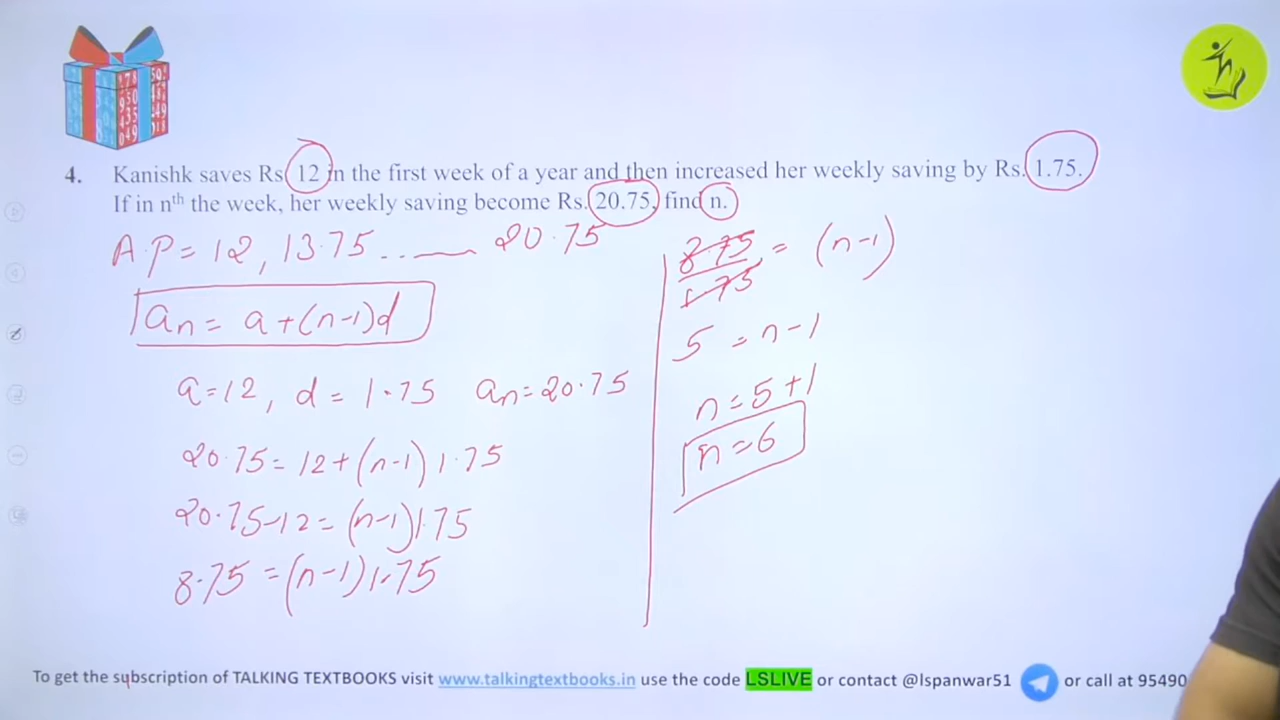 4. Kanishk saves Rs. 12 in the first week of a year and then increased her weekly saving by Rs. 1.75.
If in nth the week, her weekly saving become Rs. 20.75, find n.
A.P = 12, 13.75 ...... 20.75
an = a+(n-1)d
a=12, d = 1.75 an=20.75
20.75 = 12+(n-1) 1.75
20.75-12 = (n-1)1.75
8.75 = (n-1)1.75
8.75/1.75 = (n-1)
5 = n-1
n = 5+1
n = 6
To get the subscription of TALKING TEXTBOOKS visit www.talkingtextbooks.in use the code LSLIVE or contact @lspanwar51 or call at 95490